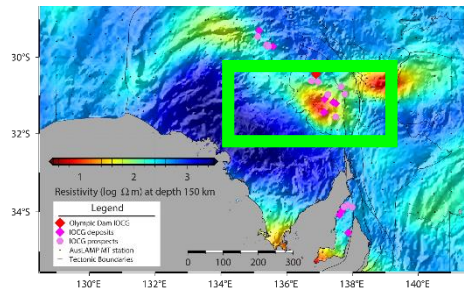 30°S
32°S
34°S
1 2 3
Resistivity (log Ω m) at depth 150 km
Legend
Olympic Dam IOCG
IOCG deposits
IOCG prospects
AusLAMP MT station
Tectonic Boundaries
0 100 200 300
130°E 132°E 134°E 136°E 138°E 140°E